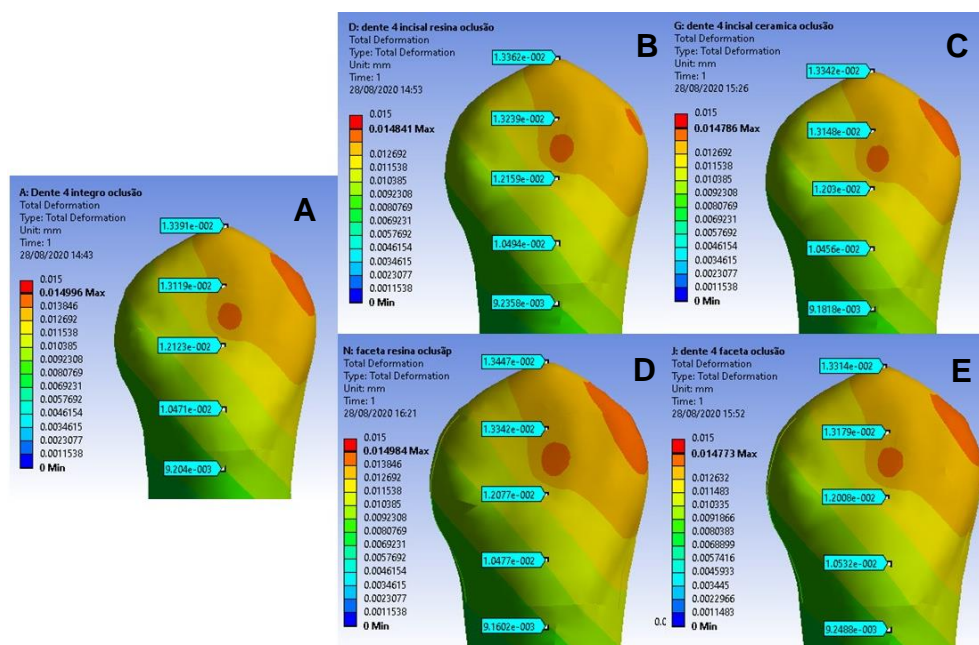 A: Dente 4 integro oclusão
Total Deformation
Type: Total Deformation
Unit: mm
Time: 1
28/08/2020 14:43
A
0.015
0.014996 Max
0.013846
0.012692
0.011538
0.010385
0.0092308
0.0080769
0.0069231
0.0057692
0.0046154
0.0034615
0.0023077
0.0011538
0 Min
1.3391e-002
1.3119e-002
1.2123e-002
1.0471e-002
9.204e-003
D: dente 4 incisal resina oclusão
Total Deformation
Type: Total Deformation
Unit: mm
Time: 1
28/08/2020 14:53
B
0.015
0.014841 Max
0.012692
0.011538
0.010385
0.0092308
0.0080769
0.0069231
0.0057692
0.0046154
0.0034615
0.0023077
0.0011538
0 Min
1.3362e-002
1.3239e-002
1.2159e-002
1.0494e-002
9.2358e-003
G: dente 4 incisal ceramica oclusão
Total Deformation
Type: Total Deformation
Unit: mm
Time: 1
28/08/2020 15:26
C
0.015
0.014786 Max
0.012692
0.011538
0.010385
0.0092308
0.0080769
0.0069231
0.0057692
0.0046154
0.0034615
0.0023077
0.0011538
0 Min
1.3342e-002
1.3148e-002
1.203e-002
1.0456e-002
9.1818e-003
N: faceta resina oclusãp
Total Deformation
Type: Total Deformation
Unit: mm
Time: 1
28/08/2020 16:21
D
0.015
0.014984 Max
0.013846
0.012692
0.011538
0.010385
0.0092308
0.0080769
0.0069231
0.0057692
0.0046154
0.0034615
0.0023077
0.0011538
0 Min
1.3447e-002
1.3342e-002
1.2077e-002
1.0477e-002
9.1602e-003
J: dente 4 faceta oclusão
Total Deformation
Type: Total Deformation
Unit: mm
Time: 1
28/08/2020 15:52
E
0.015
0.014773 Max
0.012632
0.011483
0.010335
0.0091866
0.0080383
0.0068899
0.0057416
0.0045933
0.003445
0.0022966
0.0011483
0 Min
0.0
1.3314e-002
1.3179e-002
1.2008e-002
1.0532e-002
9.2488e-003